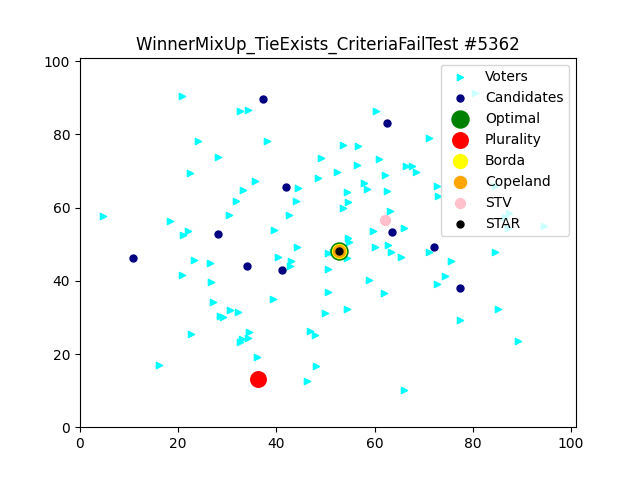 WinnerMixUp_TieExists_CriteriaFailTest #5362
100
80
60
40
20
0
0
20
40
60
80
100
Voters
Candidates
Optimal
Plurality
Borda
Copeland
STV
STAR